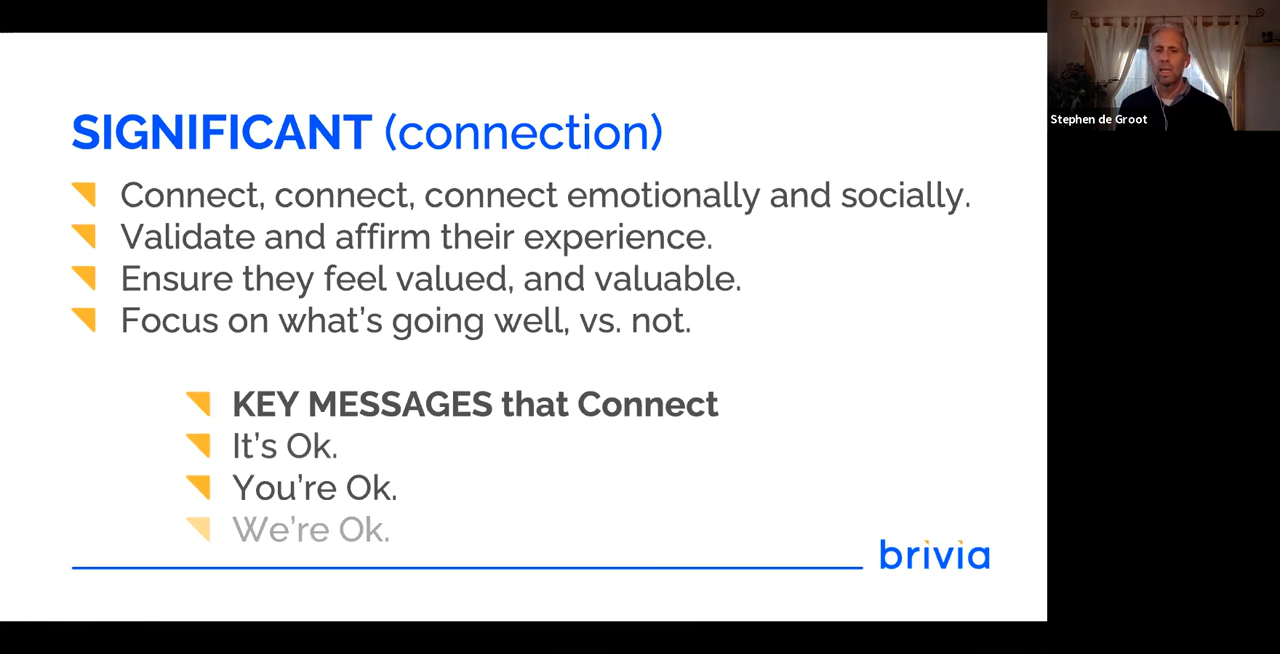 SIGNIFICANT (connection)
Connect, connect, connect emotionally and socially.
Validate and affirm their experience.
Ensure they feel valued, and valuable.
Focus on what’s going well, vs. not.
KEY MESSAGES that Connect
It’s Ok.
You’re Ok.
We’re Ok.
brivia
Stephen de Groot